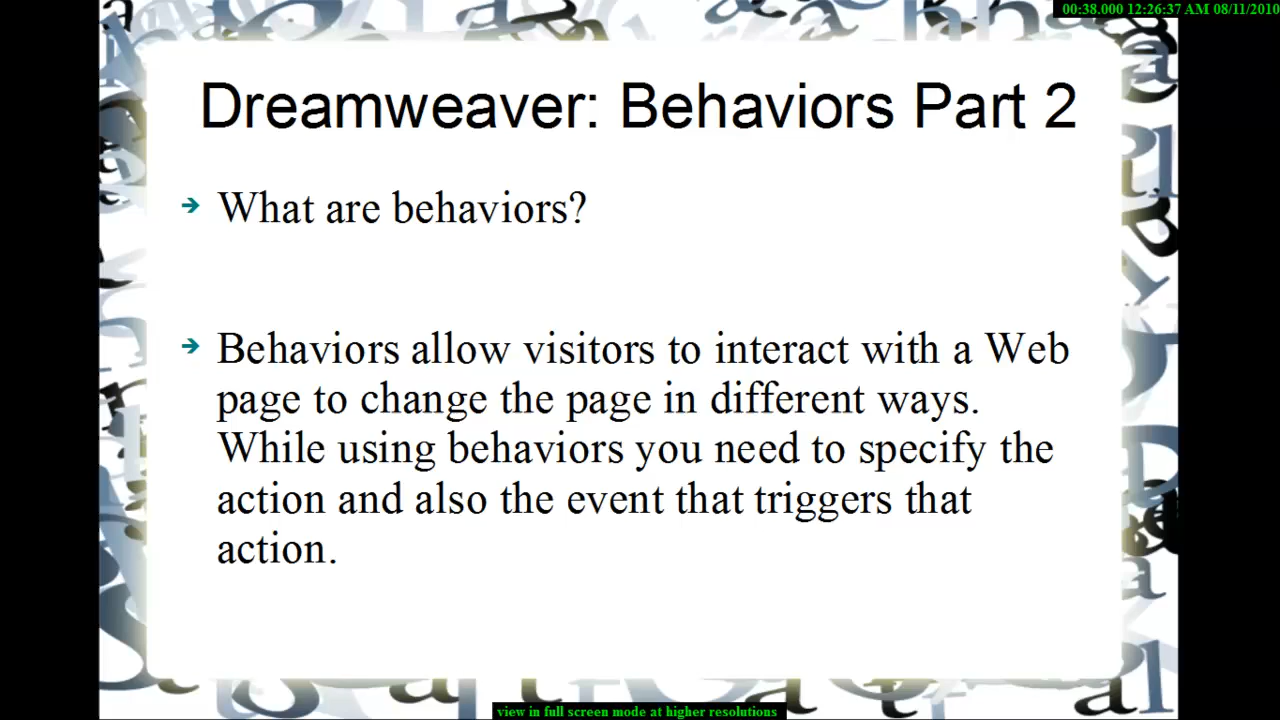 00:38.000 12:26:37 AM 08/11/2010
Dreamweaver: Behaviors Part 2
What are behaviors?
Behaviors allow visitors to interact with a Web
page to change the page in different ways.
While using behaviors you need to specify the
action and also the event that triggers that
action.
view in full screen mode at higher resolutions